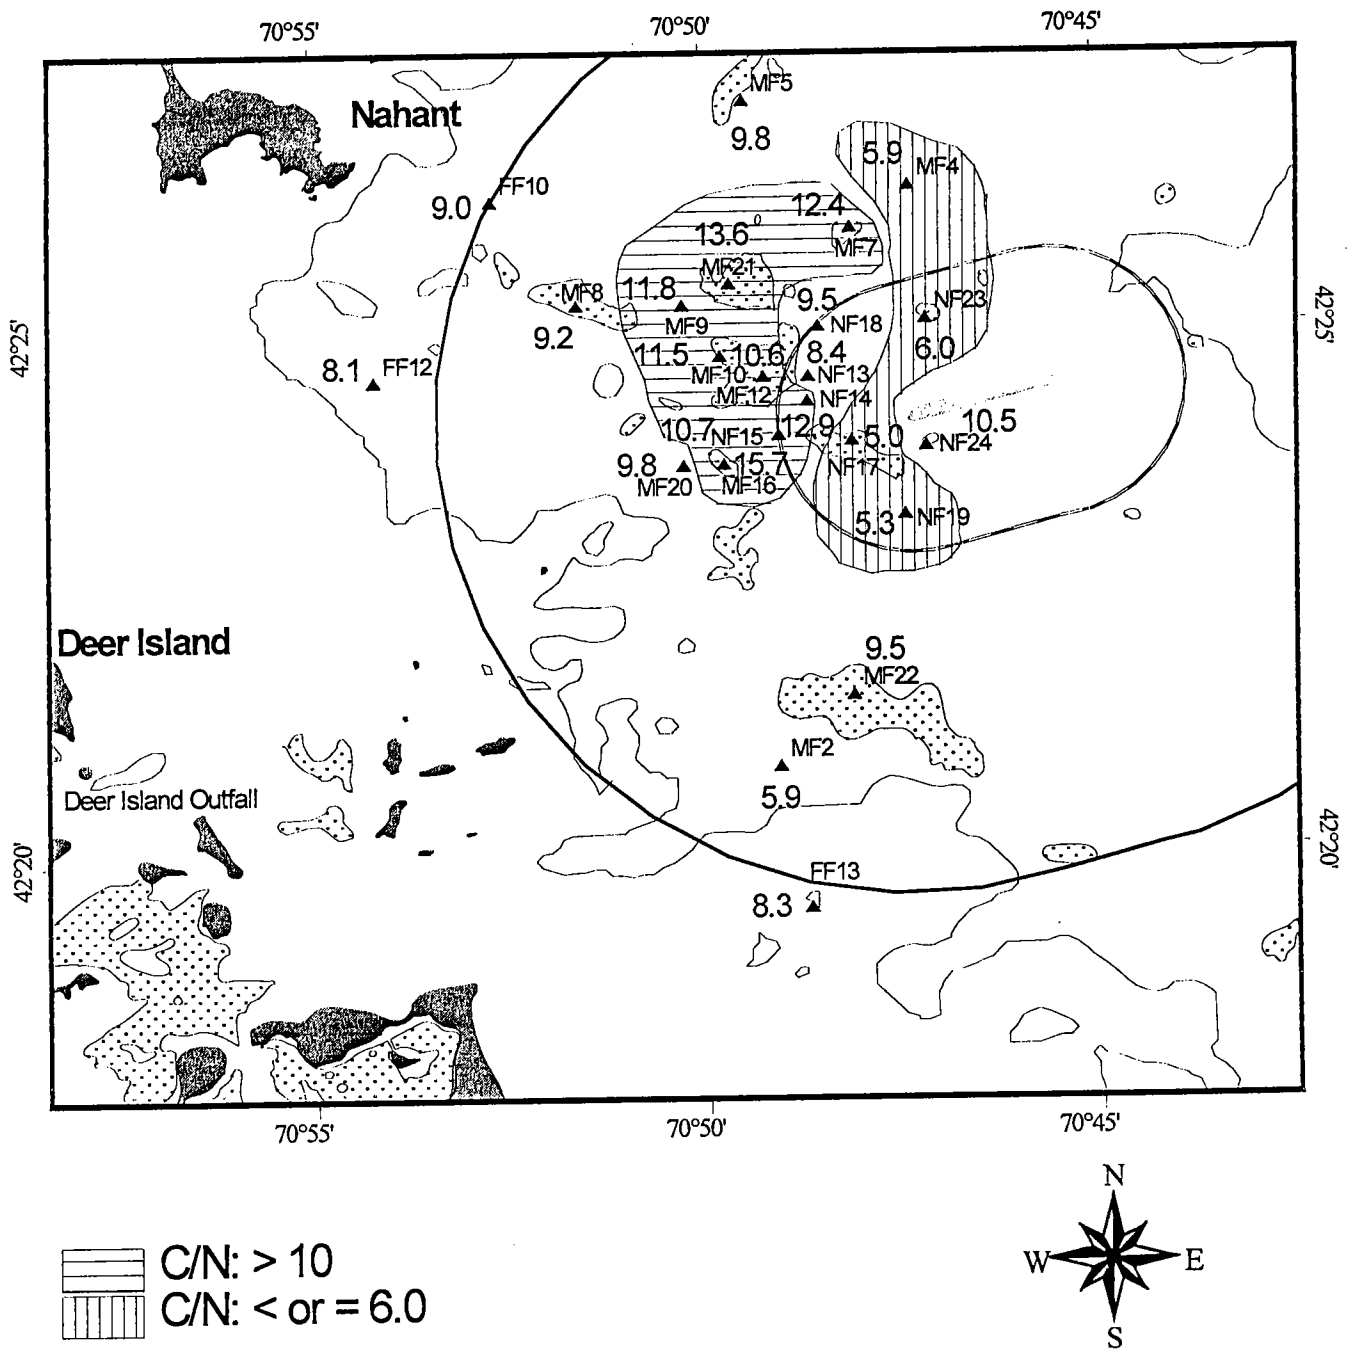 70°55'
70°50'
70°45'
Nahant
MF5
9.8
5.9
MF4
FF10
9.0
12.4
13.6
MF7
MF21
MF8
11.8
9.5
NF23
42°25'
42°25'
MF9
NF18
9.2
11.5
10.6
8.4
6.0
8.1
FF12
MF10
NF13
MF12
NF14
10.7
NF15
12.9
5.0
10.5
NF24
9.8
15.7
NF17
MF20
MF16
5.3
NF19
Deer Island
9.5
MF22
MF2
5.9
Deer Island Outfall
42°20'
42°20'
FF13
8.3
70°55'
70°50'
70°45'
N
W
E
S
C/N: > 10
C/N: < or = 6.0